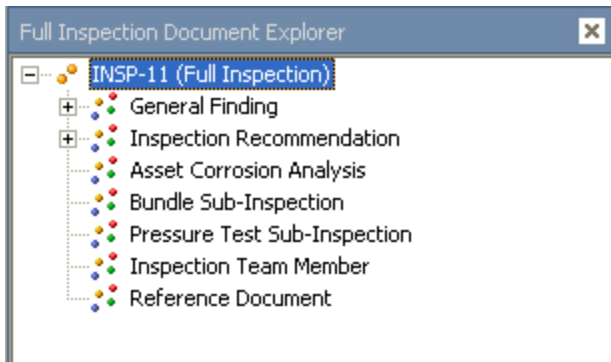 Full Inspection Document Explorer
INSP-11 (Full Inspection)
General Finding
Inspection Recommendation
Asset Corrosion Analysis
Bundle Sub-Inspection
Pressure Test Sub-Inspection
Inspection Team Member
Reference Document